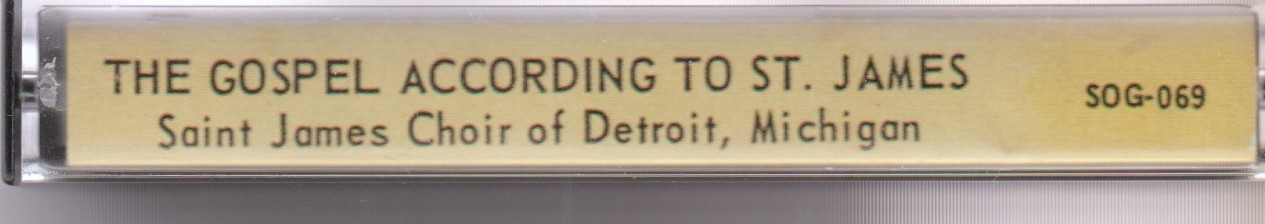 THE GOSPEL ACCORDING TO ST. JAMES
Saint James Choir of Detroit, Michigan
SOG-069